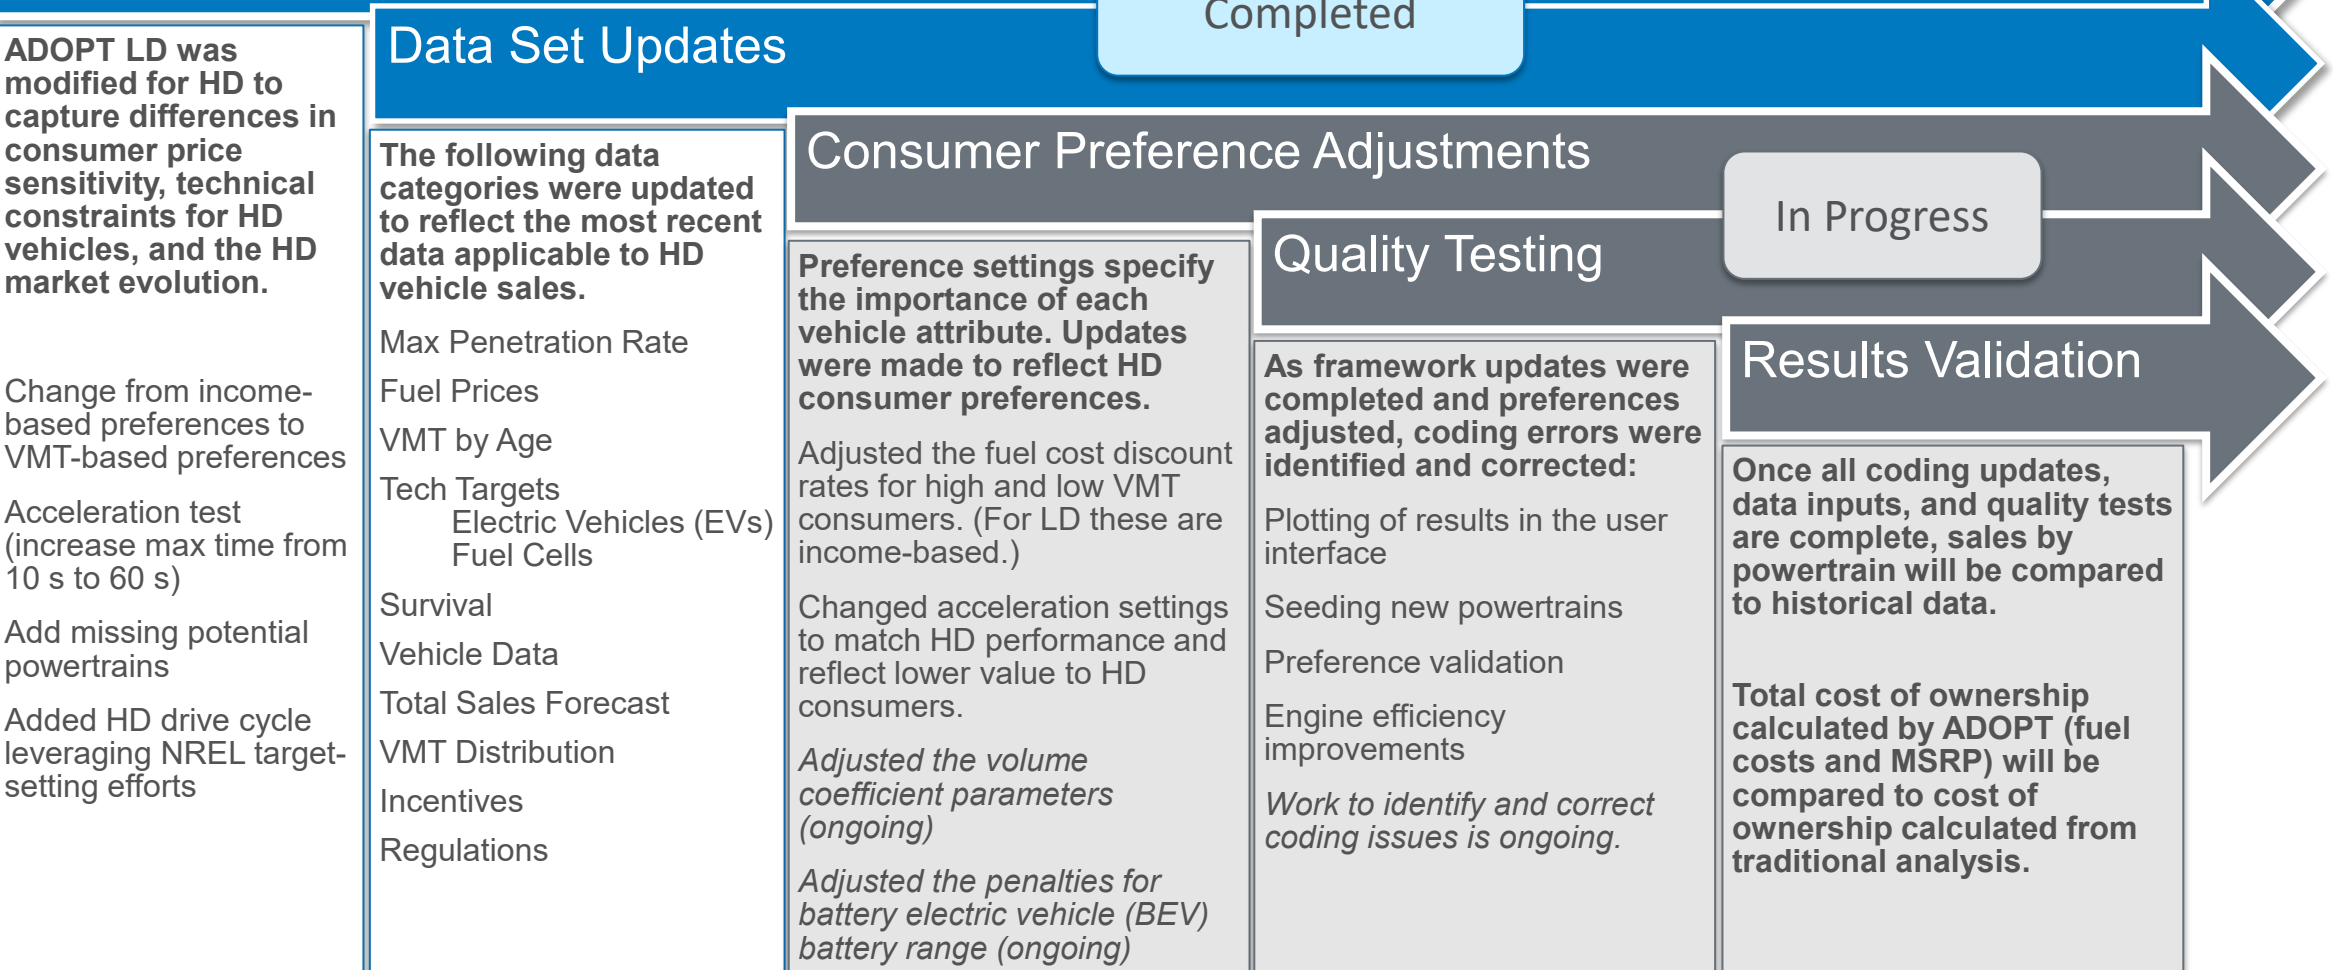 Completed
ADOPT LD was
modified for HD to
capture differences in
consumer price
sensitivity, technical
constraints for HD
vehicles, and the HD
market evolution.
Change from income-
based preferences to
VMT-based preferences
Acceleration test
(increase max time from
10 s to 60 s)
Add missing potential
powertrains
Added HD drive cycle
leveraging NREL target-
setting efforts
Data Set Updates
The following data
categories were updated
to reflect the most recent
data applicable to HD
vehicle sales.
Max Penetration Rate
Fuel Prices
VMT by Age
Tech Targets
Electric Vehicles (EVs)
Fuel Cells
Survival
Vehicle Data
Total Sales Forecast
VMT Distribution
Incentives
Regulations
Consumer Preference Adjustments
In Progress
Preference settings specify
the importance of each
vehicle attribute. Updates
were made to reflect HD
consumer preferences.
Adjusted the fuel cost discount
rates for high and low VMT
consumers. (For LD these are
income-based.)
Changed acceleration settings
to match HD performance and
reflect lower value to HD
consumers.
Adjusted the volume
coefficient parameters
(ongoing)
Adjusted the penalties for
battery electric vehicle (BEV)
battery range (ongoing)
Quality Testing
As framework updates were
completed and preferences
adjusted, coding errors were
identified and corrected:
Plotting of results in the user
interface
Seeding new powertrains
Preference validation
Engine efficiency
improvements
Work to identify and correct
coding issues is ongoing.
Results Validation
Once all coding updates,
data inputs, and quality tests
are complete, sales by
powertrain will be compared
to historical data.
Total cost of ownership
calculated by ADOPT (fuel
costs and MSRP) will be
compared to cost of
ownership calculated from
traditional analysis.